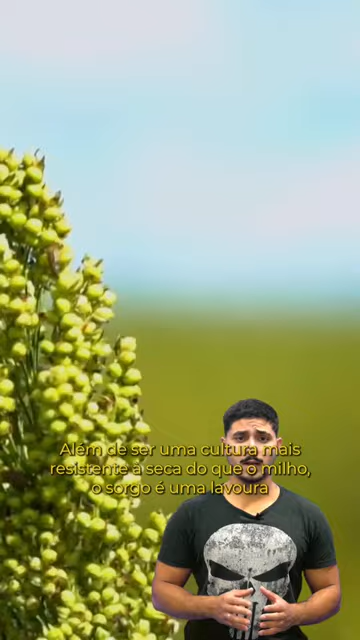 Além de ser uma cultura mais
resistente à seca do que o milho,
o sorgo é uma lavoura